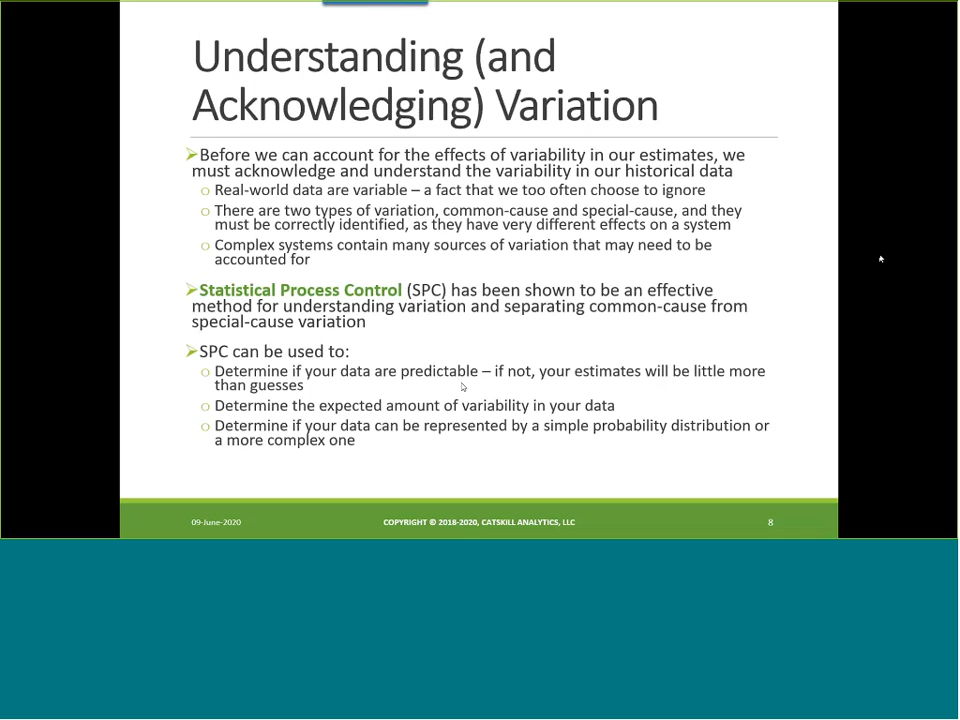 Understanding (and
Acknowledging) Variation
Before we can account for the effects of variability in our estimates, we
must acknowledge and understand the variability in our historical data
Real-world data are variable – a fact that we too often choose to ignore
There are two types of variation, common-cause and special-cause, and they
must be correctly identified, as they have very different effects on a system
Complex systems contain many sources of variation that may need to be
accounted for
Statistical Process Control (SPC) has been shown to be an effective
method for understanding variation and separating common-cause from
special-cause variation
SPC can be used to:
Determine if your data are predictable – if not, your estimates will be little more
than guesses
Determine the expected amount of variability in your data
Determine if your data can be represented by a simple probability distribution or
a more complex one
09-June-2020
COPYRIGHT © 2018-2020, CATSKILL ANALYTICS, LLC
8